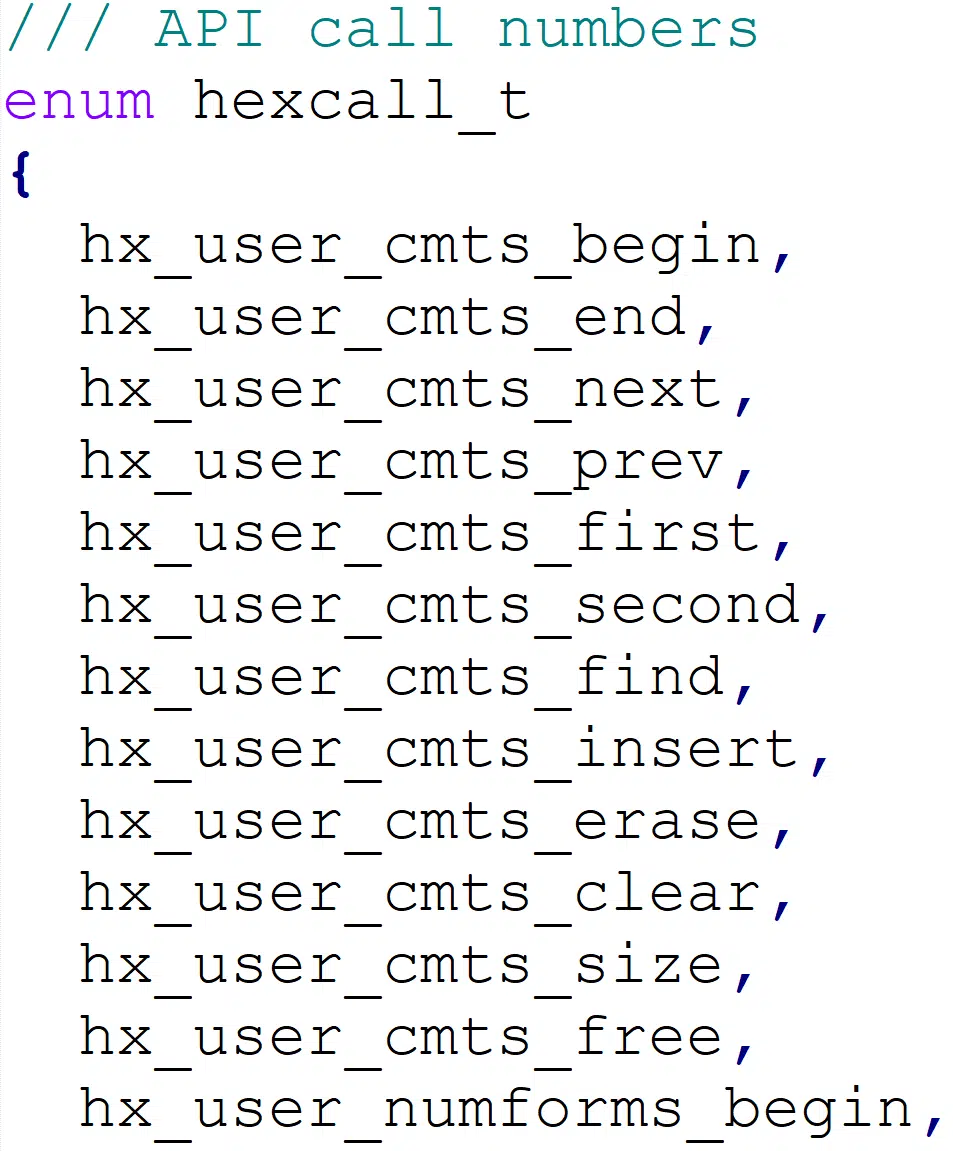 /// API call numbers
enum hexcall_t
{
  hx_user_cmts_begin,
  hx_user_cmts_end,
  hx_user_cmts_next,
  hx_user_cmts_prev,
  hx_user_cmts_first,
  hx_user_cmts_second,
  hx_user_cmts_find,
  hx_user_cmts_insert,
  hx_user_cmts_erase,
  hx_user_cmts_clear,
  hx_user_cmts_size,
  hx_user_cmts_free,
  hx_user_numforms_begin,